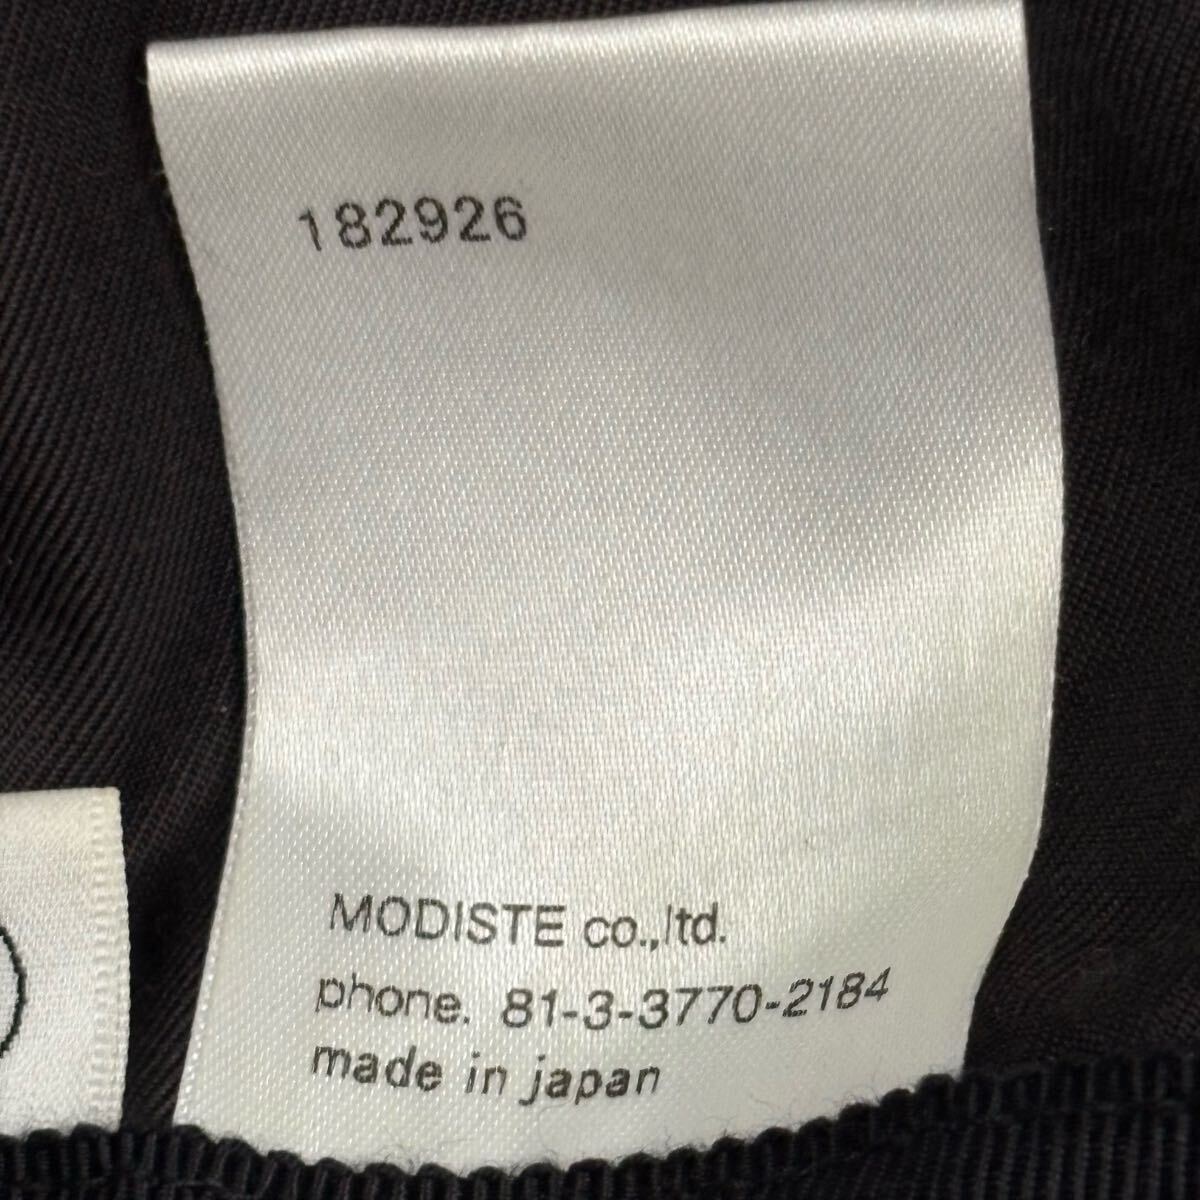 182926
MODISTE co.,ltd.
phone. 81-3-3770-2184
made in japan